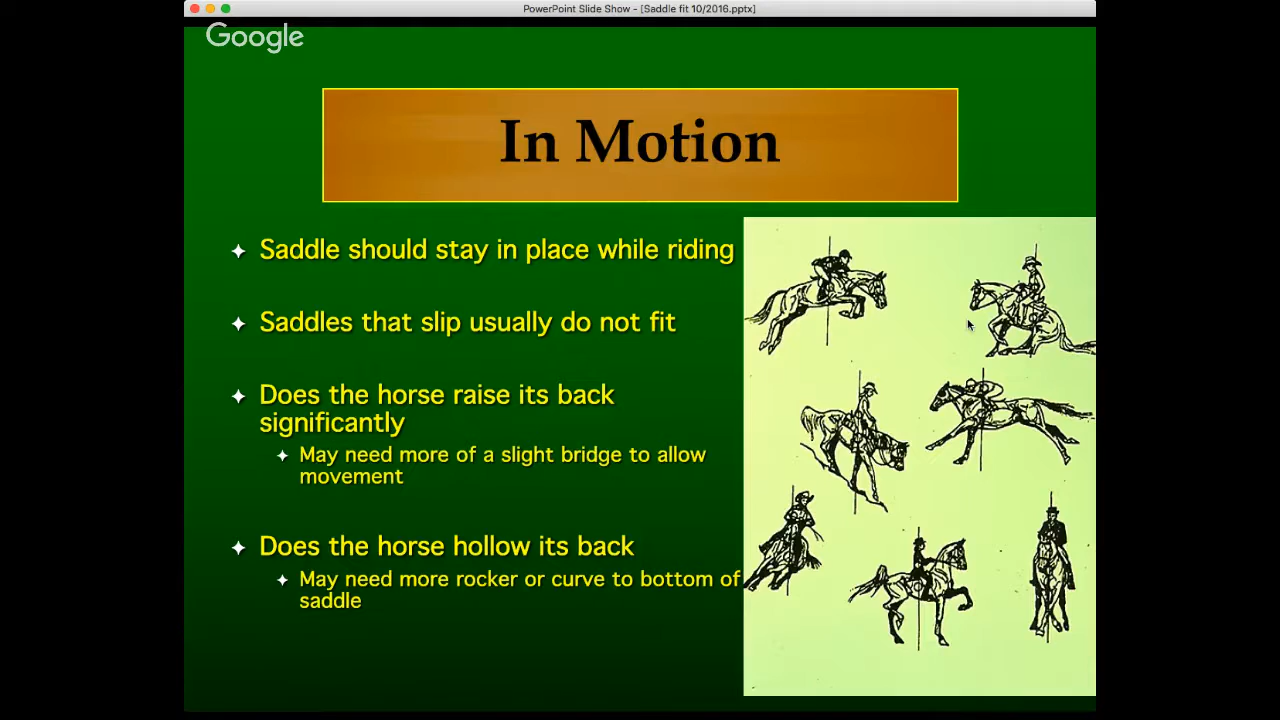 PowerPoint Slide Show - [Saddle fit 10/2016.pptx]
Google
In Motion
Saddle should stay in place while riding
Saddles that slip usually do not fit
Does the horse raise its back
significantly
May need more of a slight bridge to allow
movement
Does the horse hollow its back
May need more rocker or curve to bottom of
saddle